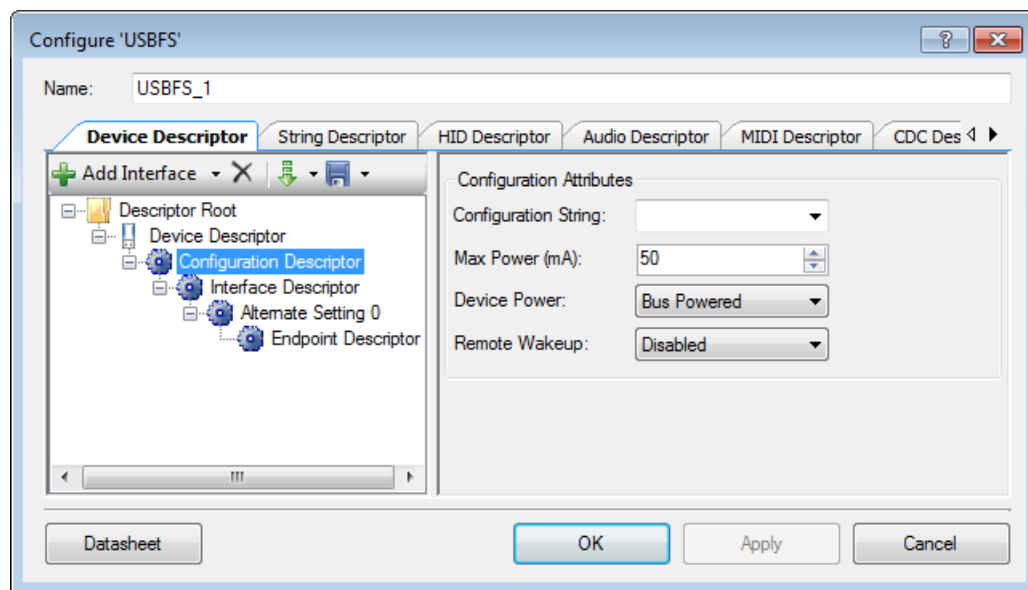 Configure 'USBFS'
Name: USBFS_1
Device Descriptor String Descriptor HID Descriptor Audio Descriptor MIDI Descriptor CDC Des
Add Interface
Descriptor Root
Device Descriptor
Configuration Descriptor
Interface Descriptor
Alternate Setting 0
Endpoint Descriptor
Configuration Attributes
Configuration String:
Max Power (mA): 50
Device Power: Bus Powered
Remote Wakeup: Disabled
Datasheet OK Apply Cancel